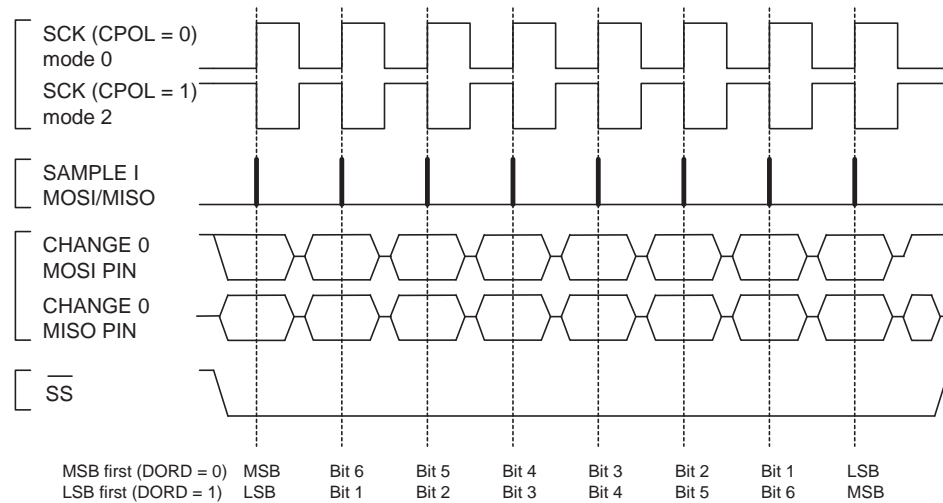 SCK (CPOL = 0)
mode 0
SCK (CPOL = 1)
mode 2
SAMPLE I
MOSI/MISO
CHANGE 0
MOSI PIN
CHANGE 0
MISO PIN
SS
MSB first (DORD = 0) MSB Bit 6 Bit 5 Bit 4 Bit 3 Bit 2 Bit 1 LSB
LSB first (DORD = 1) LSB Bit 1 Bit 2 Bit 3 Bit 4 Bit 5 Bit 6 MSB